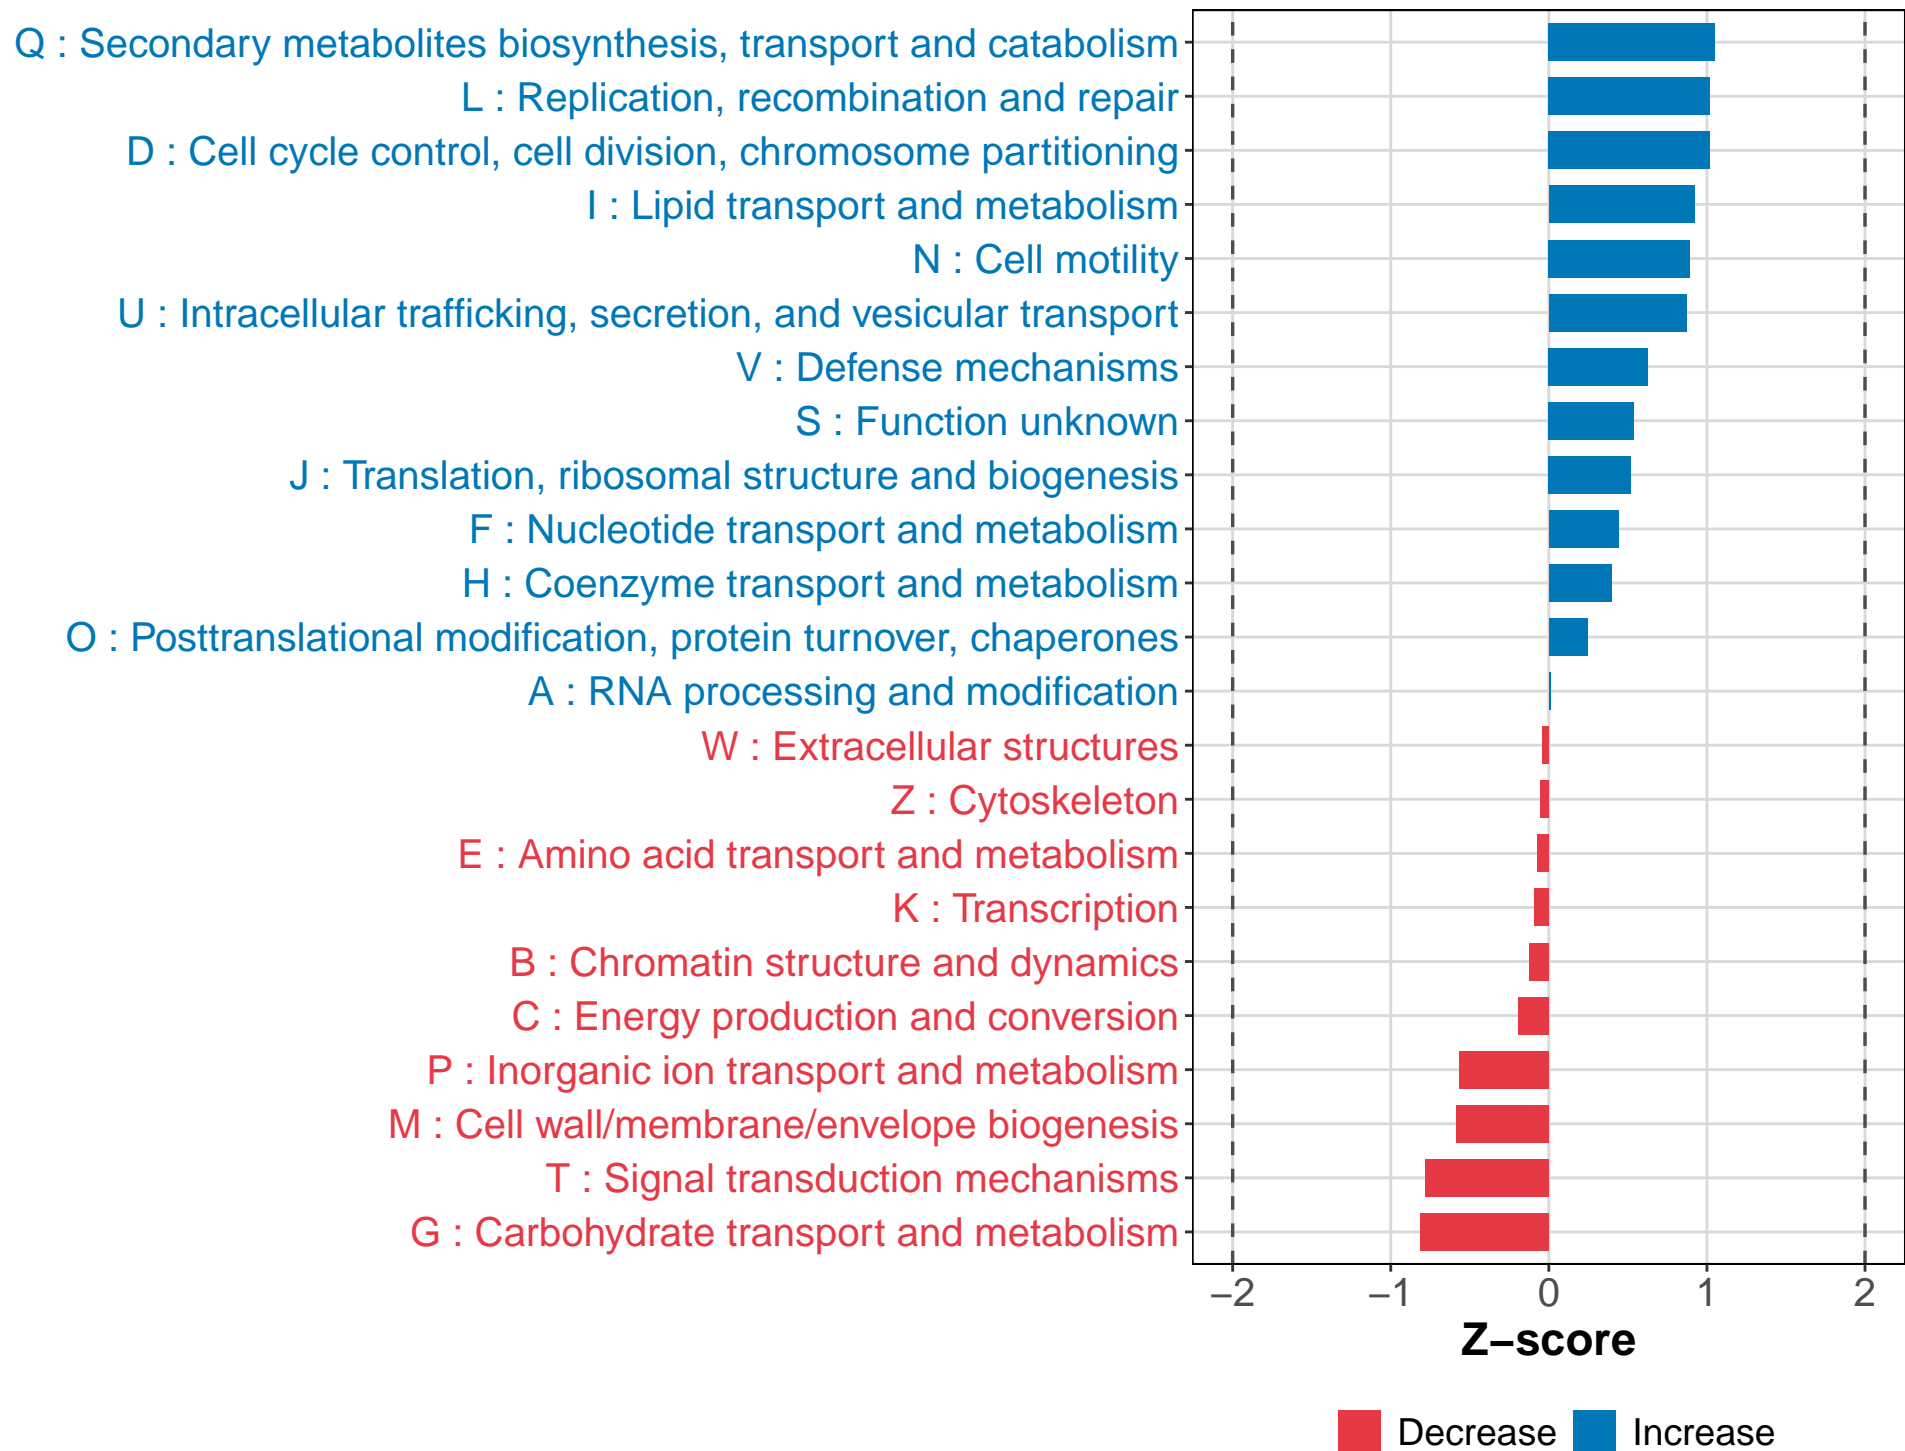 Q : Secondary metabolites biosynthesis, transport and catabolism
L : Replication, recombination and repair
D : Cell cycle control, cell division, chromosome partitioning
I : Lipid transport and metabolism
N : Cell motility
U : Intracellular trafficking, secretion, and vesicular transport
V : Defense mechanisms
S : Function unknown
J : Translation, ribosomal structure and biogenesis
F : Nucleotide transport and metabolism
H : Coenzyme transport and metabolism
O : Posttranslational modification, protein turnover, chaperones
A : RNA processing and modification
W : Extracellular structures
Z : Cytoskeleton
E : Amino acid transport and metabolism
K : Transcription
B : Chromatin structure and dynamics
C : Energy production and conversion
P : Inorganic ion transport and metabolism
M : Cell wall/membrane/envelope biogenesis
T : Signal transduction mechanisms
G : Carbohydrate transport and metabolism
−2 −1 0 1 2
Z−score
Decrease Increase